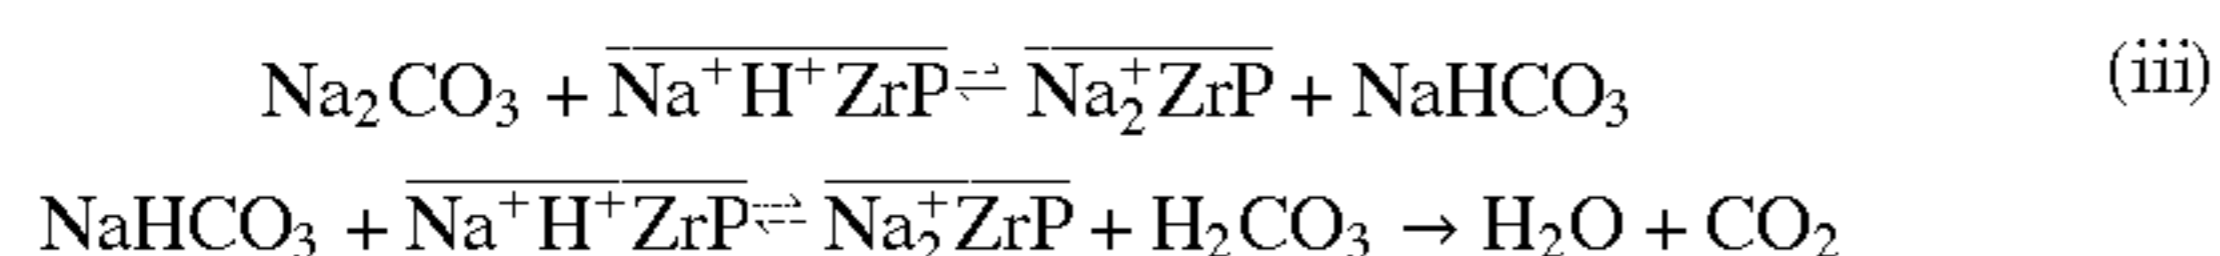 Na₂CO₃ + Na⁺H⁺ZrP ⇌ Na₂⁺ZrP + NaHCO₃ (iii)
NaHCO₃ + Na⁺H⁺ZrP ⇌ Na₂⁺ZrP + H₂CO₃ → H₂O + CO₂